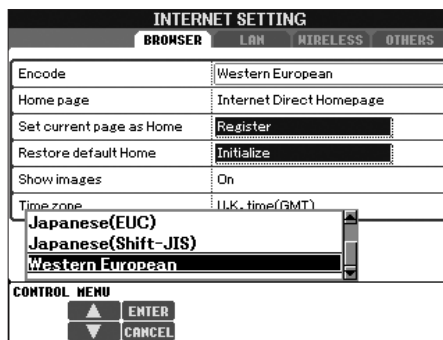 INTERNET SETTING
BROWSER LAN WIRELESS OTHERS
Encode Western European
Home page Internet Direct Homepage
Set current page as Home Register
Restore default Home Initialize
Show images On
Time zone U.K. time(GMT)
Japanese(EUC)
Japanese(Shift-JIS)
Western European
CONTROL MENU
ENTER
CANCEL